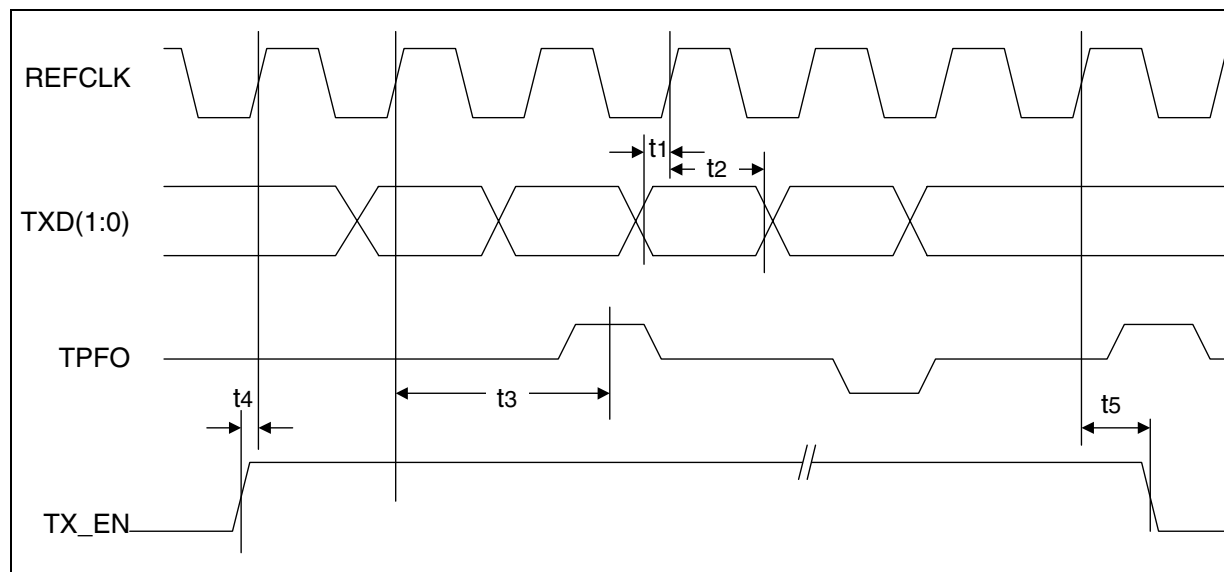 REFCLK
t1
t2
TXD(1:0)
TPFO
t4
t3
t5
TX_EN